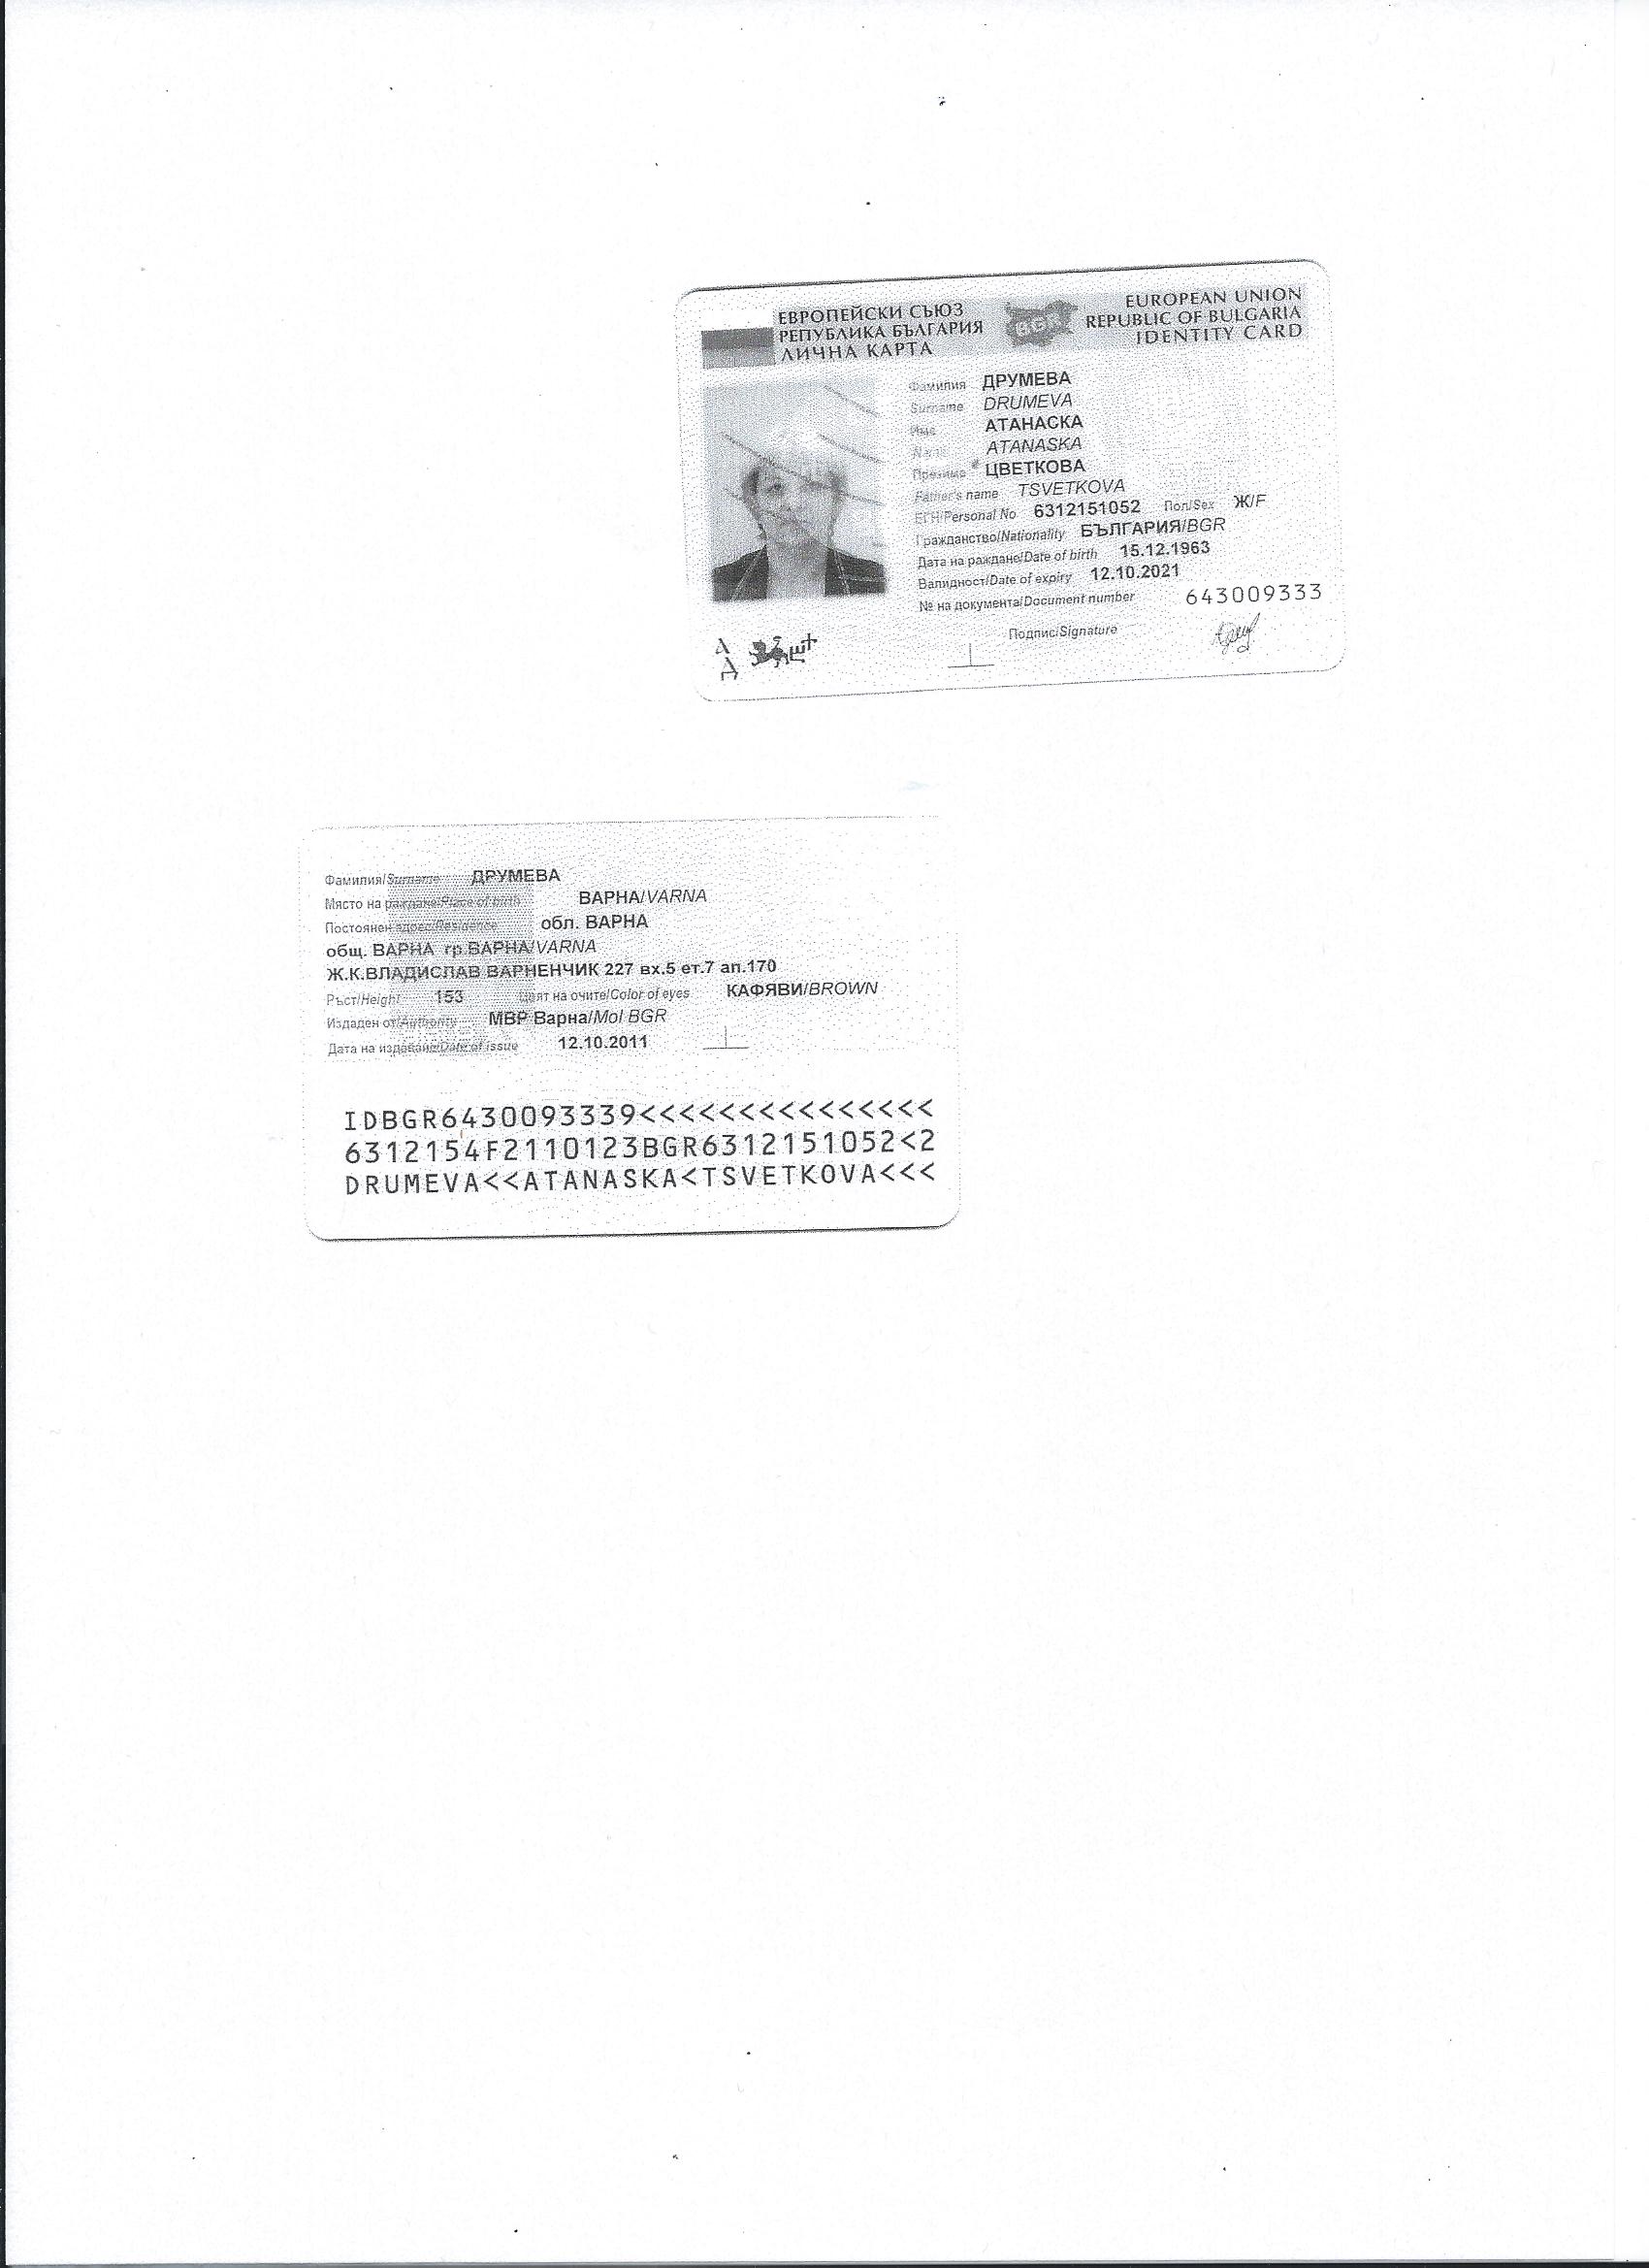 ЕВРОПЕЙСКИ СЪЮЗ
РЕПУБЛИКА БЪЛГАРИЯ
ЛИЧНА КАРТА
BGR
EUROPEAN UNION
REPUBLIC OF BULGARIA
IDENTITY CARD
Фамилия ДРУМЕВА
Surname DRUMEVA
Име АТАНАСКА
Name ATANASKA
Презиме ЦВЕТКОВА
Father's name TSVETKOVA
ЕГН/Personal No 6312151052 Пол/Sex Ж/F
Гражданство/Nationality БЪЛГАРИЯ/BGR
Дата на раждане/Date of birth 15.12.1963
Валидност/Date of expiry 12.10.2021
№ на документа/Document number 643009333
Подпис/Signature
Фамилия/Surname ДРУМЕВА
Място на раждане/Place of birth ВАРНА/VARNA
Постоянен адрес/Residence обл. ВАРНА
общ. ВАРНА гр.ВАРНА/VARNA
Ж.К.ВЛАДИСЛАВ ВАРНЕНЧИК 227 вх.5 ет.7 ап.170
Ръст/Height 153 Цвят на очите/Color of eyes КАФЯВИ/BROWN
Издаден от/Authority МВР Варна/MoI BGR
Дата на издаване/Date of issue 12.10.2011
IDBGR6430093339<<<<<<<<<<<<<<<
6312154F2110123BGR6312151052<2
DRUMEVA<<ATANASKA<TSVETKOVA<<<